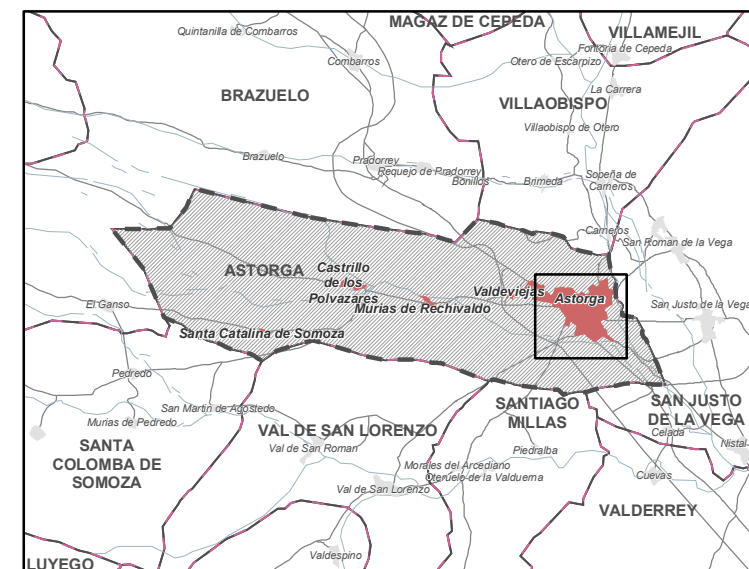 MAGAZ DE CEPEDA
Quintanilla de Combarros
VILLAMEJIL
Fontoria de Cepeda
Combarros
Otero de Escarpizo
La Carrera
BRAZUELO
VILLAOBISPO
Villaobispo de Otero
Brazuelo
Pradorrey
Requejo de Pradorrey
Bonillos
Brimeda
Sopeña de
Carneros
Carneros
San Roman de la Vega
ASTORGA
Castrillo
de los
Polvazares
Valdeviejas
Astorga
Murias de Rechivaldo
El Ganso
San Justo de la Vega
Santa Catalina de Somoza
Pedredo
San Martin de Agostedo
Murias de Pedredo
SANTA
COLOMBA DE
SOMOZA
VAL DE SAN LORENZO
Val de San Roman
SANTIAGO
MILLAS
SAN JUSTO
DE LA VEGA
Celada
Nistal
Piedralba
Morales del Arcediano
Oteruelo de la Valduerna
Val de San Lorenzo
Cuevas
VALDERREY
Valdespino
LUYEGO